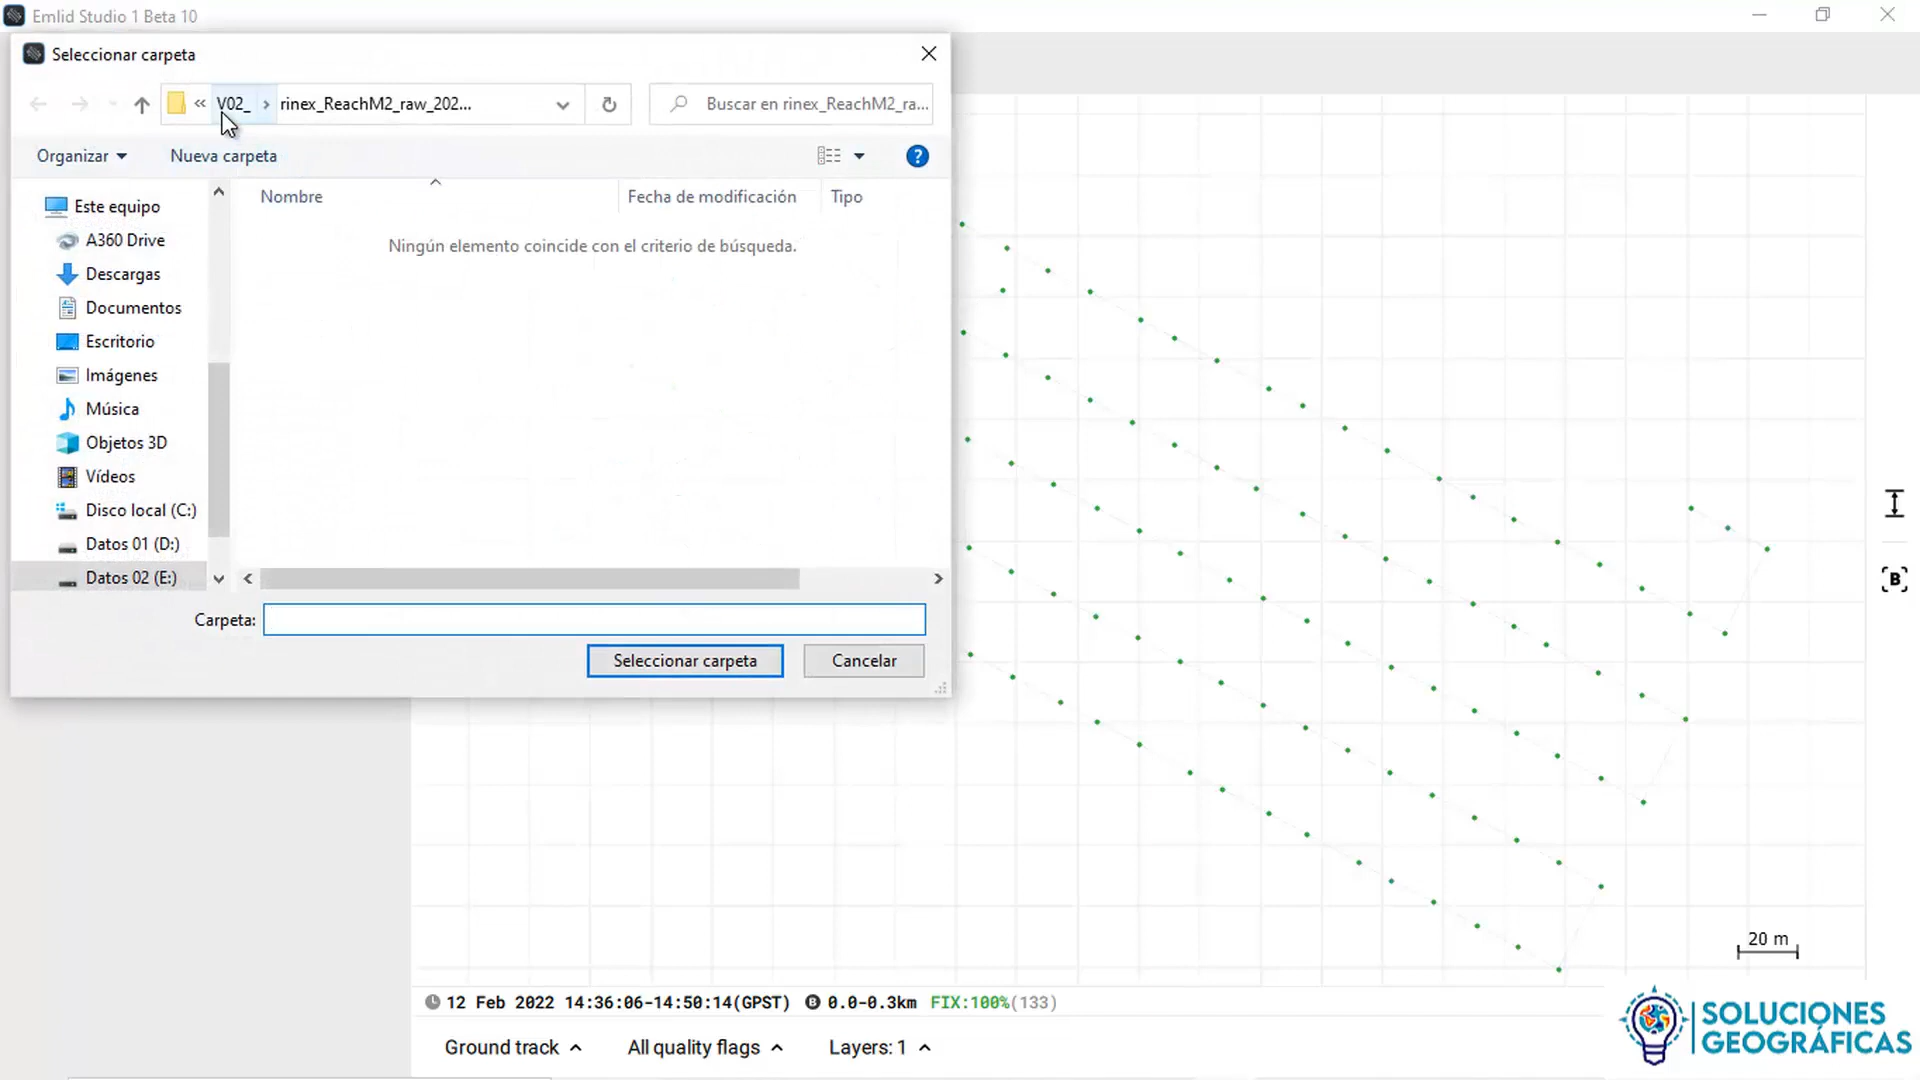 Emlid Studio 1 Beta 10
Seleccionar carpeta
« V02_ › rinex_ReachM2_raw_202...
Buscar en rinex_ReachM2_ra...
Organizar
Nueva carpeta
?
Nombre
Fecha de modificación
Tipo
Ningún elemento coincide con el criterio de búsqueda.
Este equipo
A360 Drive
Descargas
Documentos
Escritorio
Imágenes
Música
Objetos 3D
Vídeos
Disco local (C:)
Datos 01 (D:)
Datos 02 (E:)
Carpeta:
Seleccionar carpeta
Cancelar
B
20 m
12 Feb 2022 14:36:06-14:50:14(GPST) B 0.0-0.3km FIX:100%(133)
Ground track
All quality flags
Layers: 1
SOLUCIONES
GEOGRÁFICAS